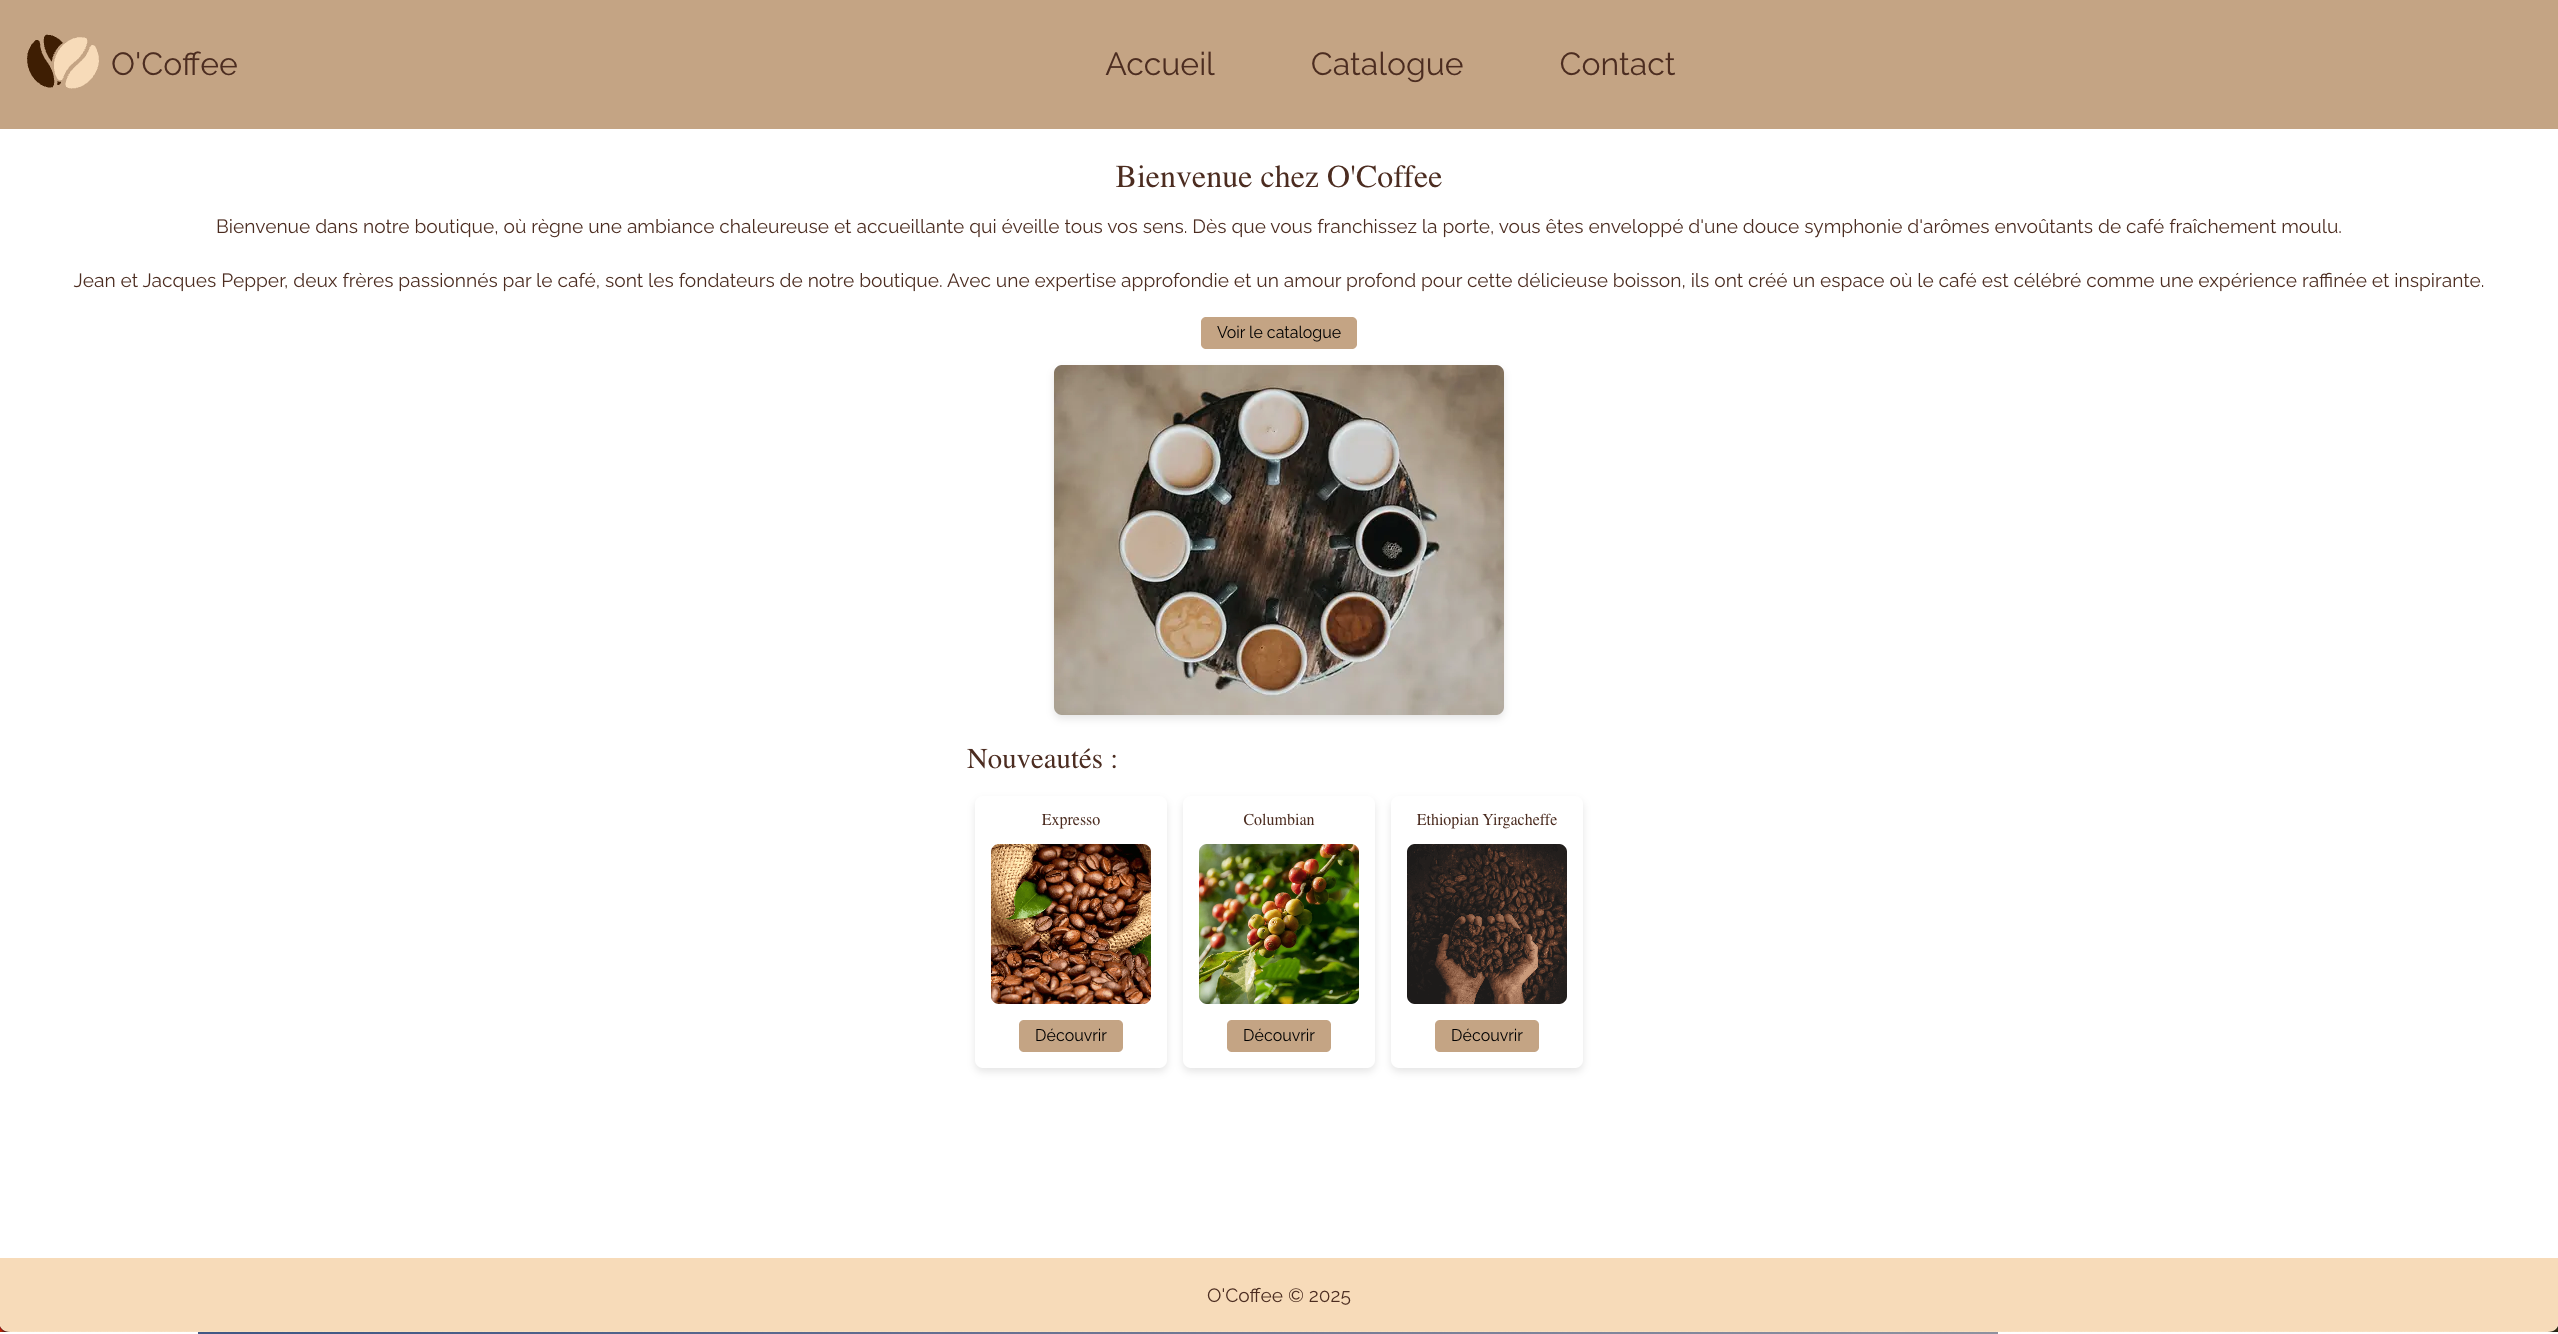 O'Coffee
Accueil
Catalogue
Contact
Bienvenue chez O'Coffee
Bienvenue dans notre boutique, où règne une ambiance chaleureuse et accueillante qui éveille tous vos sens. Dès que vous franchissez la porte, vous êtes enveloppé d'une douce symphonie d'arômes envoûtants de café fraîchement moulu.
Jean et Jacques Pepper, deux frères passionnés par le café, sont les fondateurs de notre boutique. Avec une expertise approfondie et un amour profond pour cette délicieuse boisson, ils ont créé un espace où le café est célébré comme une expérience raffinée et inspirante.
Voir le catalogue
Nouveautés :
Expresso
Columbian
Ethiopian Yirgacheffe
Découvrir
Découvrir
Découvrir
O'Coffee © 2025